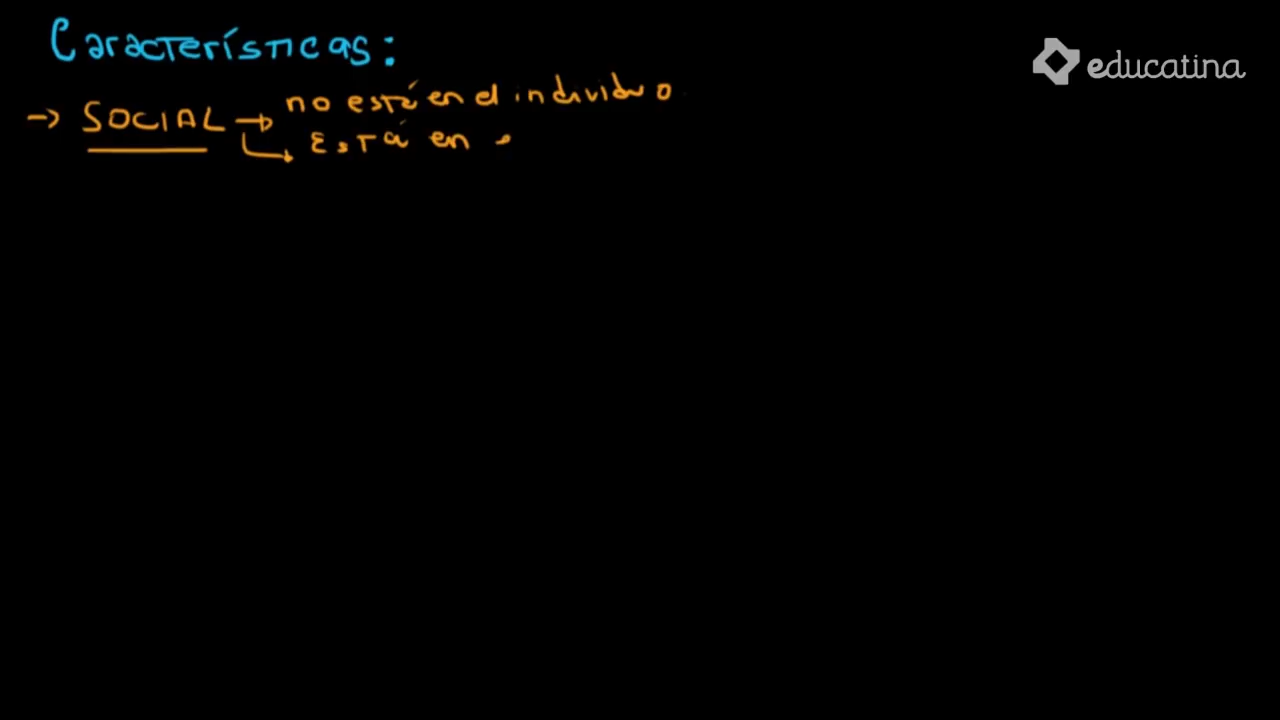 Características:
educatina
→ SOCIAL → no está en el individuo
Está en